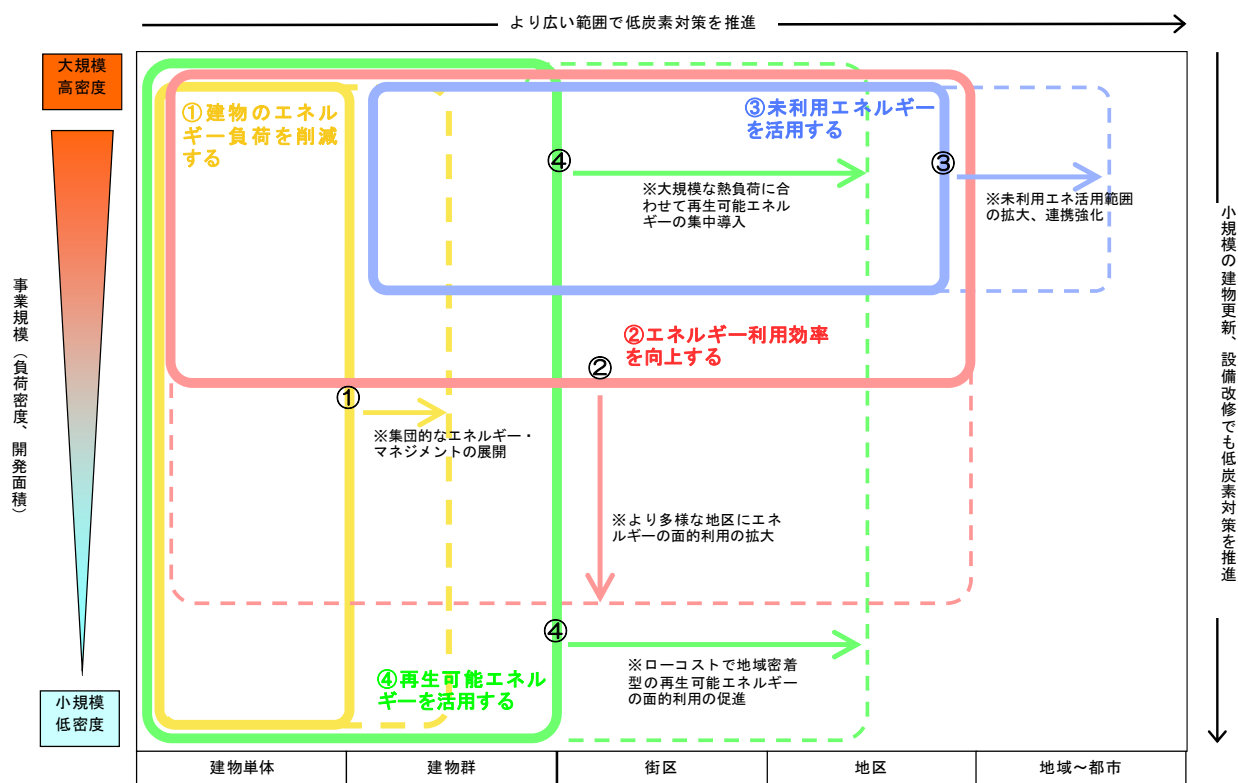 より広い範囲で低炭素対策を推進
大規模
高密度
①建物のエネル
ギー負荷を削減
する
③未利用エネルギー
を活用する
④
※大規模な熱負荷に合
わせて再生可能エネル
ギーの集中導入
③
※未利用エネ活用範囲
の拡大、連携強化
②エネルギー利用効率
を向上する
②
①
※集団的なエネルギー・
マネジメントの展開
※より多様な地区にエネ
ルギーの面的利用の拡大
④
④再生可能エネル
ギーを活用する
※ローコストで地域密着
型の再生可能エネルギー
の面的利用の促進
事業規模（負荷密度、開発面積）
小規模の建物更新、設備改修でも低炭素対策を推進
小規模
低密度
建物単体
建物群
街区
地区
地域～都市